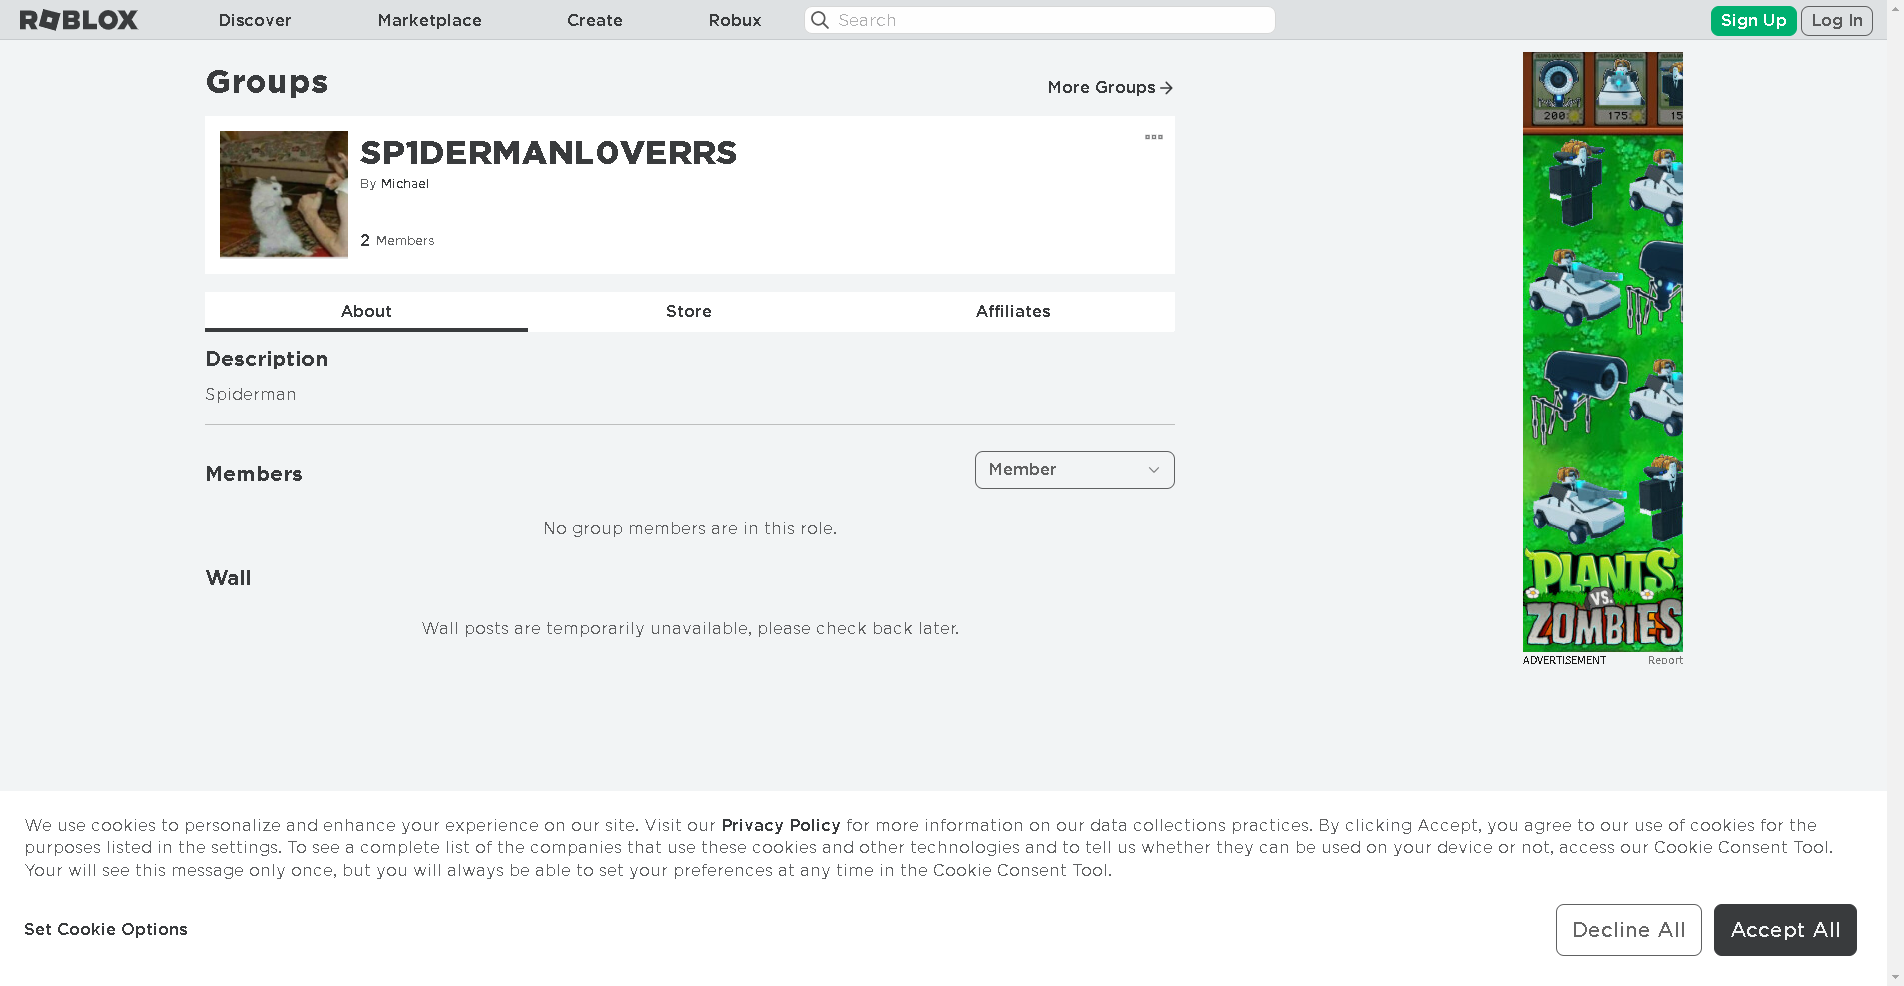 ROBLOX Discover Marketplace Create Robux Search Sign Up Log In
Groups
More Groups
SP1DERMANL0VERRS
By Michael
2 Members
About Store Affiliates
Description
Spiderman
Members
Member
No group members are in this role.
Wall
Wall posts are temporarily unavailable, please check back later.
200
175
15
PLANTS
VS.
ZOMBIES
ADVERTISEMENT Report
We use cookies to personalize and enhance your experience on our site. Visit our Privacy Policy for more information on our data collections practices. By clicking Accept, you agree to our use of cookies for the
purposes listed in the settings. To see a complete list of the companies that use these cookies and other technologies and to tell us whether they can be used on your device or not, access our Cookie Consent Tool.
Your will see this message only once, but you will always be able to set your preferences at any time in the Cookie Consent Tool.
Set Cookie Options
Decline All
Accept All